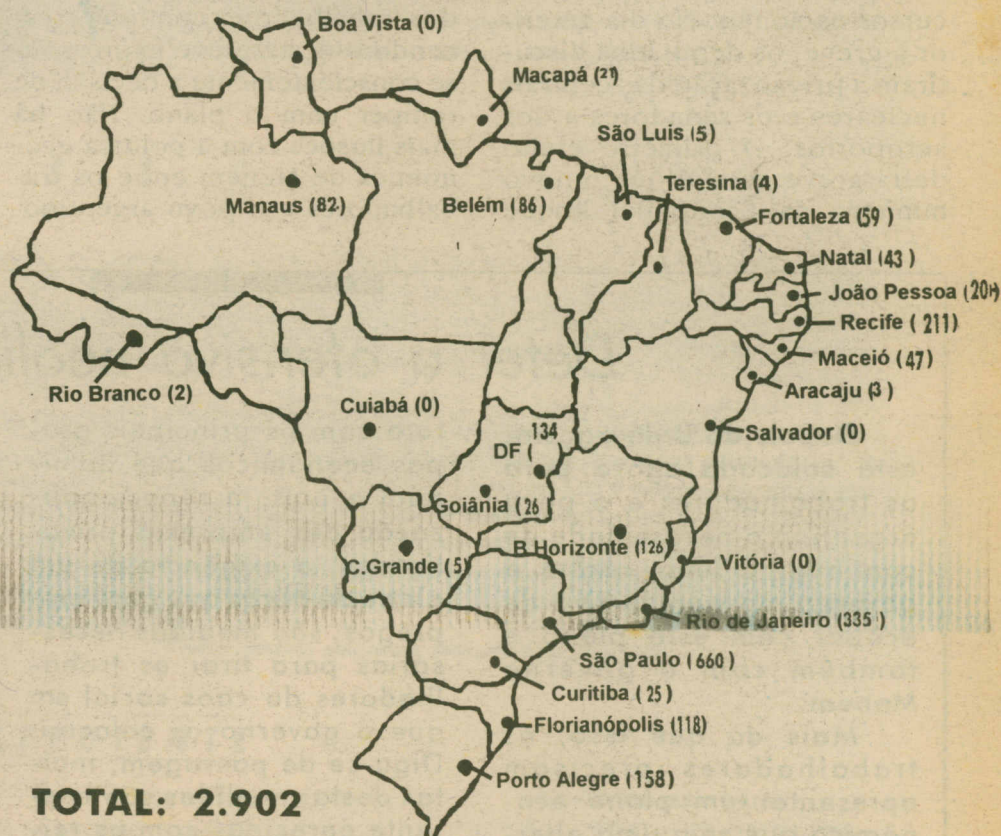 Boa Vista (0)
Macapá
São Luis (5)
Teresina (4)
Manaus (82)
Belém (86)
Fortaleza (59)
Natal (43)
João Pessoa
Recife (211)
Maceió (47)
Aracaju (3)
Rio Branco (2)
Cuiabá (0)
Salvador (0)
134
DF (
Goiânia (26
B.Horizonte (126)
Vitória (0)
C.Grande (5)
Rio de Janeiro (335)
São Paulo (660)
Curitiba (25)
Florianópolis (118)
Porto Alegre (158)
TOTAL: 2.902